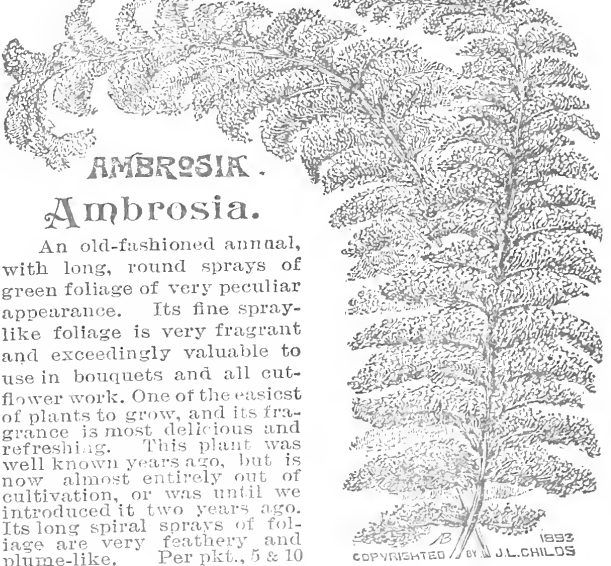 AMBROSIA.
Ambrosia.
An old-fashioned annual,
with long, round sprays of
green foliage of very peculiar
appearance. Its fine spray-
like foliage is very fragrant
and exceedingly valuable to
use in bouquets and all cut-
flower work. One of the easiest
of plants to grow, and its fra-
grance is most delicious and
refreshing. This plant was
well known years ago, but is
now almost entirely out of
cultivation, or was until we
introduced it two years ago.
Its long spiral sprays of fol-
iage are very feathery and
plume-like. Per pkt., 5 & 10
AB
1893
COPYRIGHTED BY J.L.CHILDS